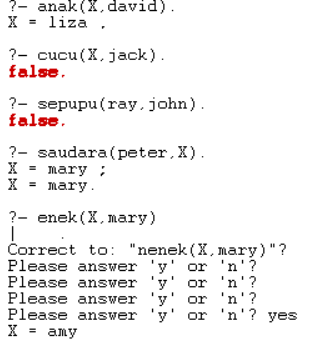 ?- anak(X,david).
X = liza .
?- cucu(X,jack).
false.
?- sepupu(ray,john).
false.
?- saudara(peter,X).
X = mary ;
X = mary.
?- enek(X,mary)
|    .
Correct to: "nenek(X,mary)"?
Please answer 'y' or 'n'?
Please answer 'y' or 'n'?
Please answer 'y' or 'n'?
Please answer 'y' or 'n'? yes
X = amy